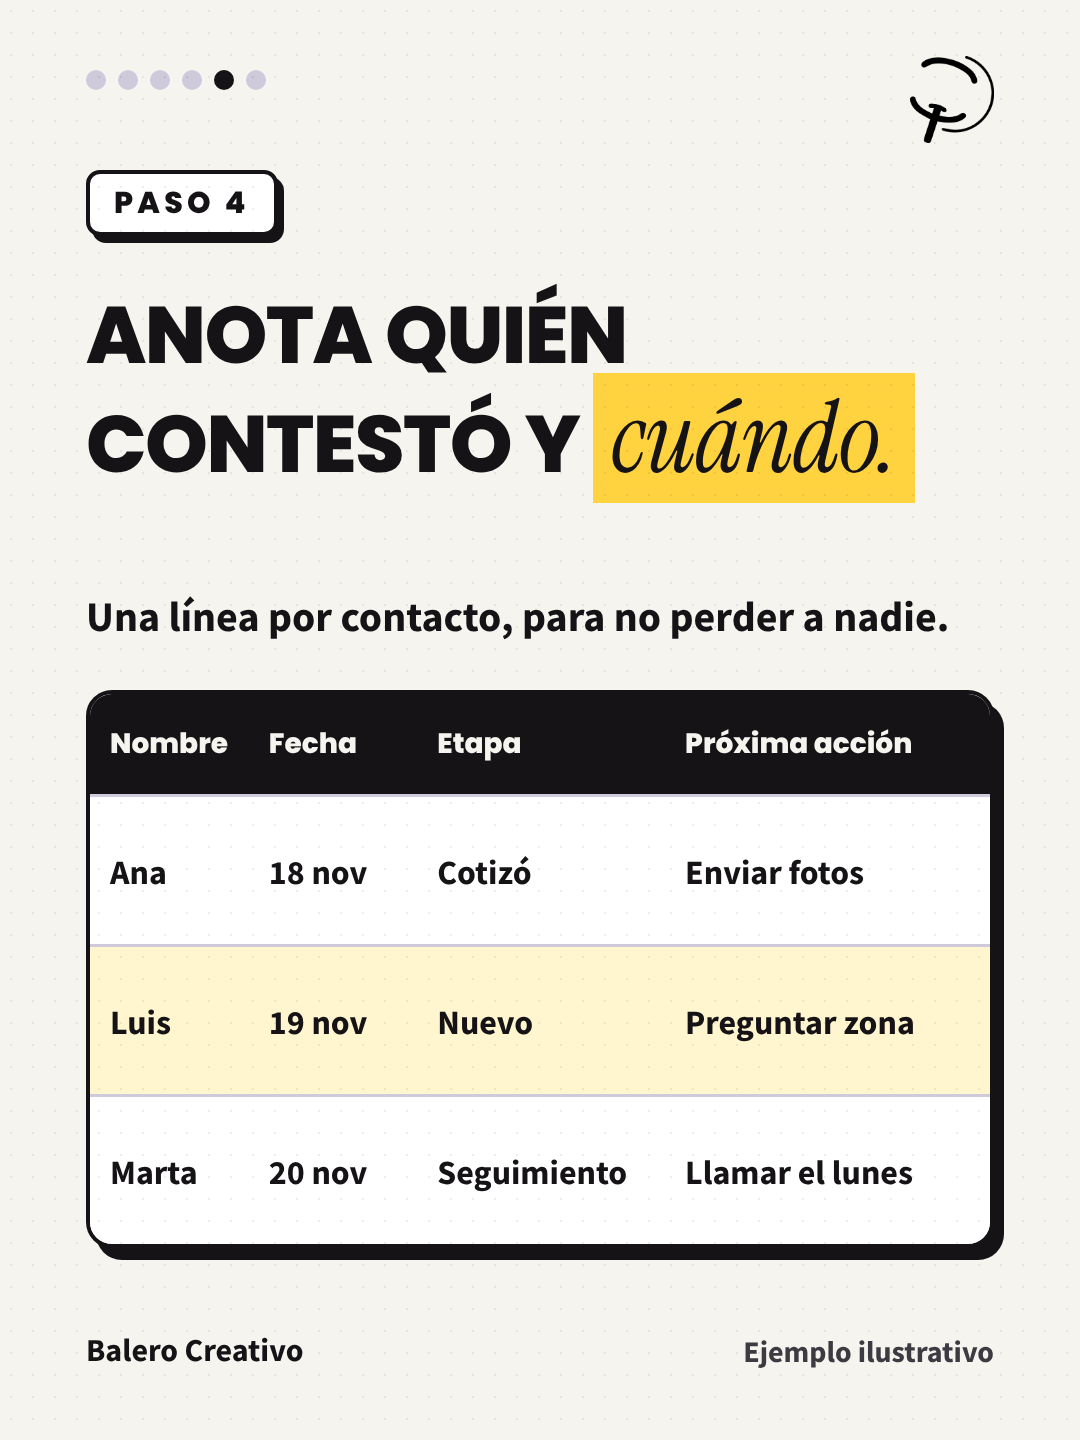 PASO 4
ANOTA QUIÉN
CONTESTÓ Y cuándo.
Una línea por contacto, para no perder a nadie.
Nombre Fecha Etapa Próxima acción
Ana 18 nov Cotizó Enviar fotos
Luis 19 nov Nuevo Preguntar zona
Marta 20 nov Seguimiento Llamar el lunes
Balero Creativo Ejemplo ilustrativo